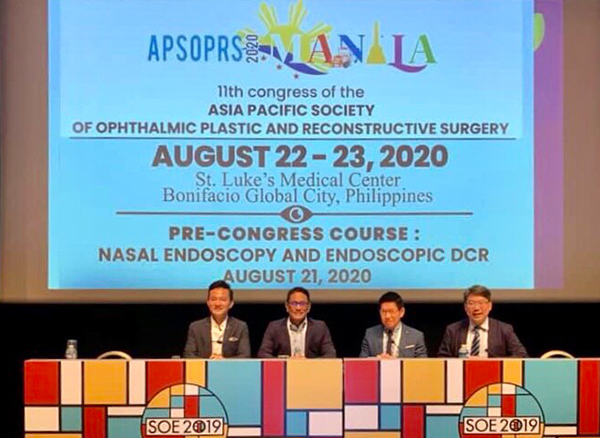 APSOPRS 2020 MANILA
11th congress of the
ASIA PACIFIC SOCIETY
OF OPHTHALMIC PLASTIC AND RECONSTRUCTIVE SURGERY
AUGUST 22 - 23, 2020
St. Luke's Medical Center
Bonifacio Global City, Philippines
PRE-CONGRESS COURSE :
NASAL ENDOSCOPY AND ENDOSCOPIC DCR
AUGUST 21, 2020
SOE 2019
SOE 2019